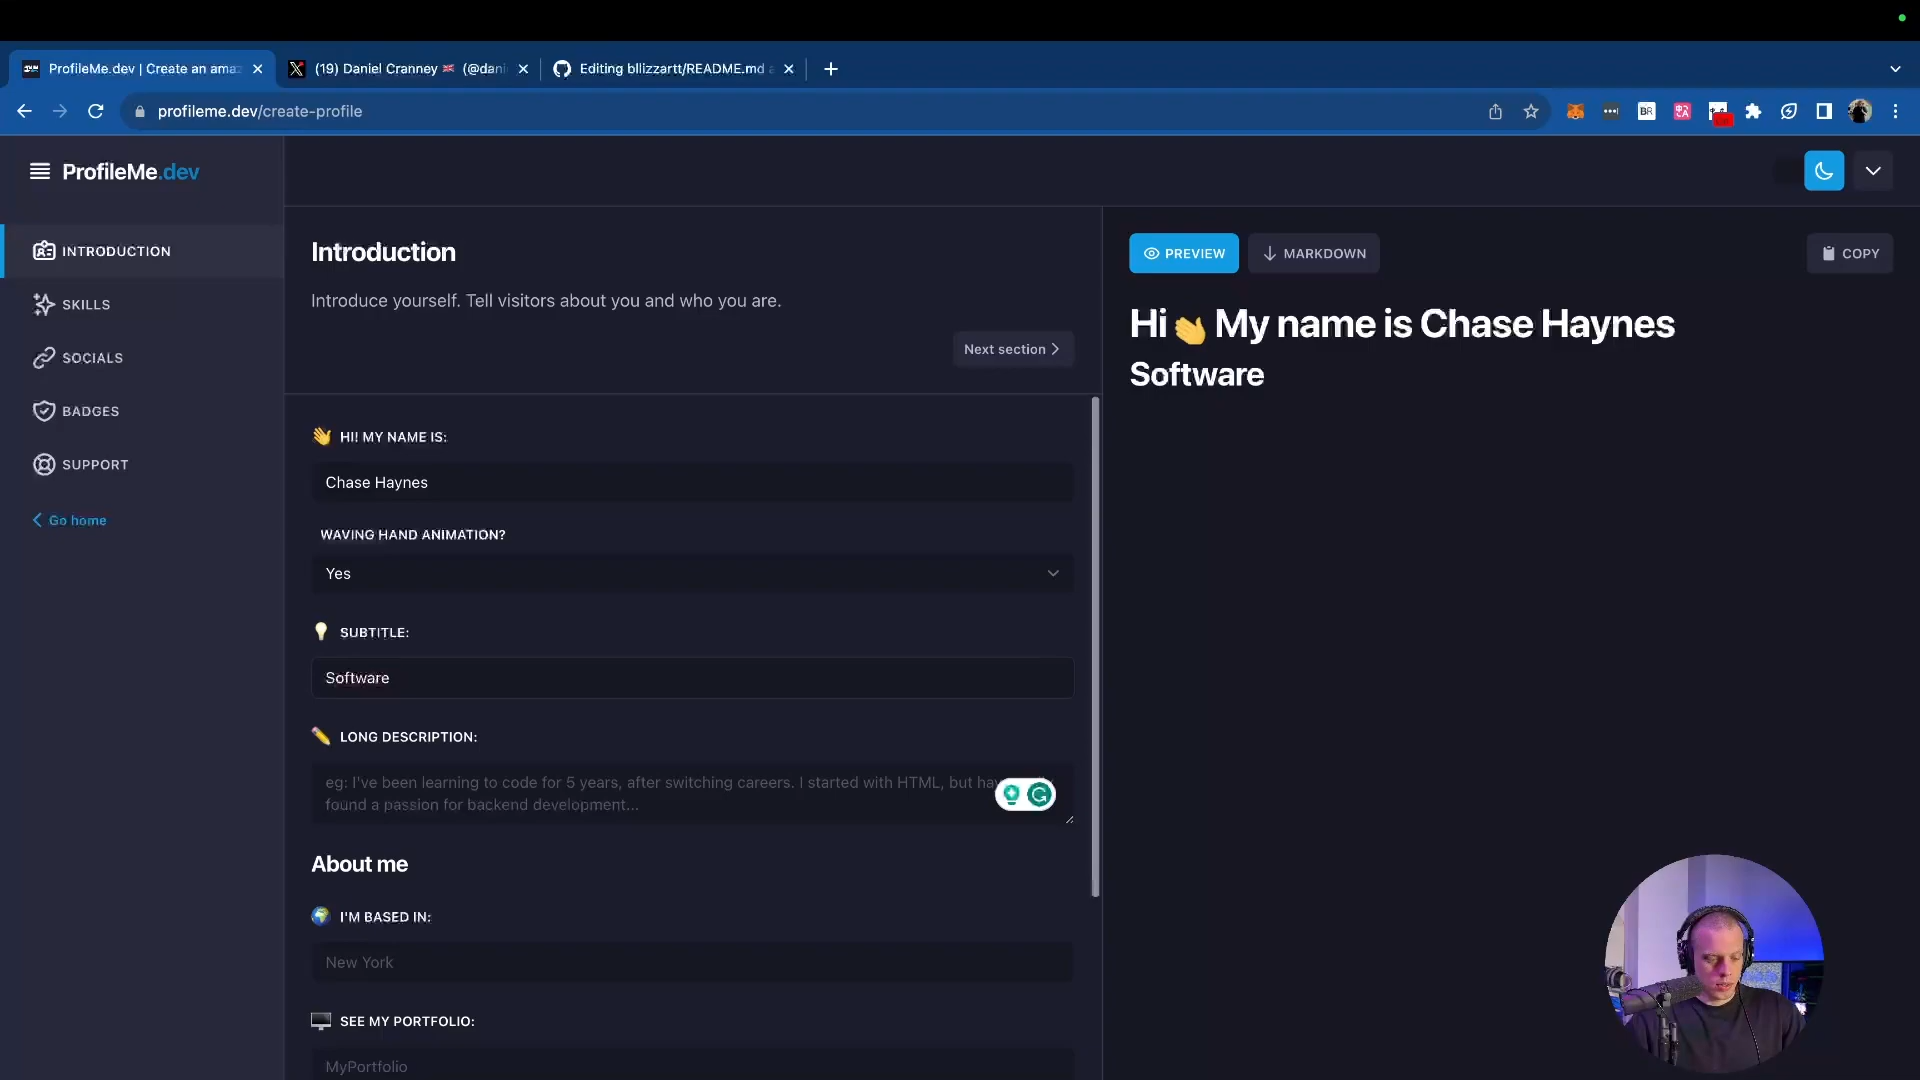 ProfileMe.dev | Create an ama
(19) Daniel Cranney 🇬🇧 (@dani
Editing bllizzartt/README.md a
profileme.dev/create-profile
BR
ProfileMe.dev
INTRODUCTION
SKILLS
SOCIALS
BADGES
SUPPORT
Go home
Introduction
Introduce yourself. Tell visitors about you and who you are.
Next section
👋 HI! MY NAME IS:
Chase Haynes
WAVING HAND ANIMATION?
Yes
💡 SUBTITLE:
Software
✏️ LONG DESCRIPTION:
eg: I've been learning to code for 5 years, after switching careers. I started with HTML, but hav
found a passion for backend development...
About me
🌍 I'M BASED IN:
New York
🖥️ SEE MY PORTFOLIO:
MyPortfolio
PREVIEW
MARKDOWN
COPY
Hi 👋 My name is Chase Haynes
Software